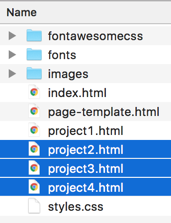 Name
fontawesomecss
fonts
images
index.html
page-template.html
project1.html
project2.html
project3.html
project4.html
styles.css